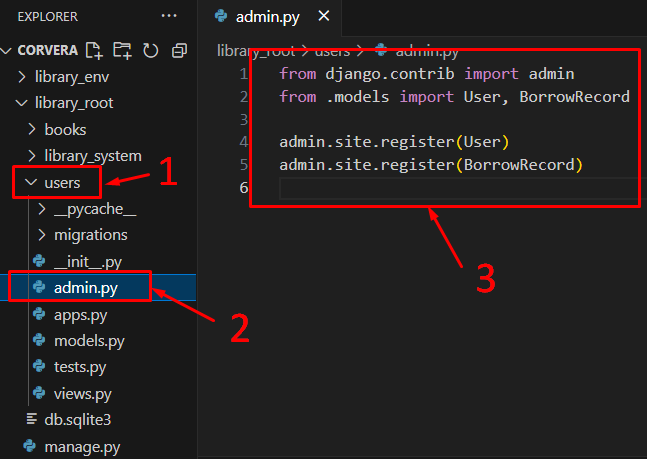 EXPLORER ···
CORVERA
library_env
library_root
books
library_system
users
__pycache__
migrations
__init__.py
admin.py
apps.py
models.py
tests.py
views.py
db.sqlite3
manage.py
1
2
admin.py ×
library_root > users > admin.py
1 from django.contrib import admin
2 from .models import User, BorrowRecord
3
4 admin.site.register(User)
5 admin.site.register(BorrowRecord)
6
3